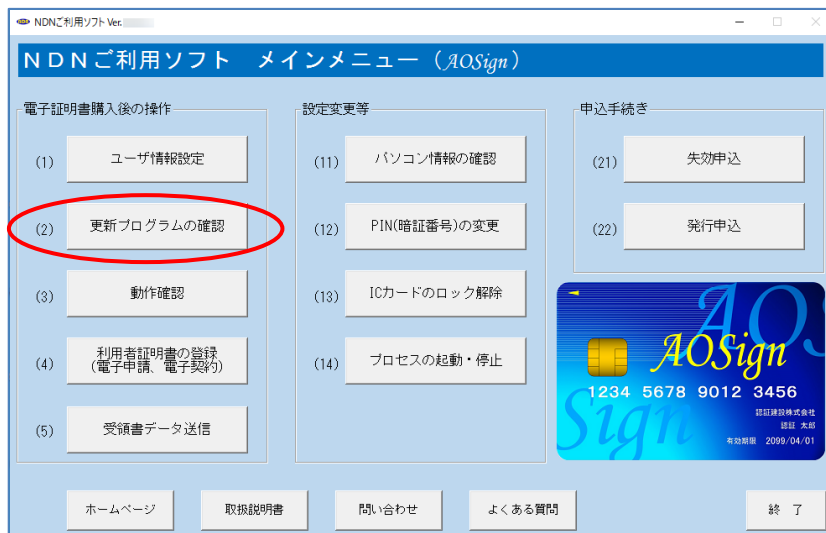 NDNご利用ソフト Ver.
NDNご利用ソフト メインメニュー（AOSign）
電子証明書購入後の操作
(1) ユーザ情報設定
(2) 更新プログラムの確認
(3) 動作確認
(4) 利用者証明書の登録
(電子申請、電子契約)
(5) 受領書データ送信
設定変更等
(11) パソコン情報の確認
(12) PIN(暗証番号)の変更
(13) ICカードのロック解除
(14) プロセスの起動・停止
申込手続き
(21) 失効申込
(22) 発行申込
AOS
AOSign
1234 5678 9012 3456
Sign
認証建設株式会社
認証 太郎
有効期限 2099/04/01
ホームページ
取扱説明書
問い合わせ
よくある質問
終 了